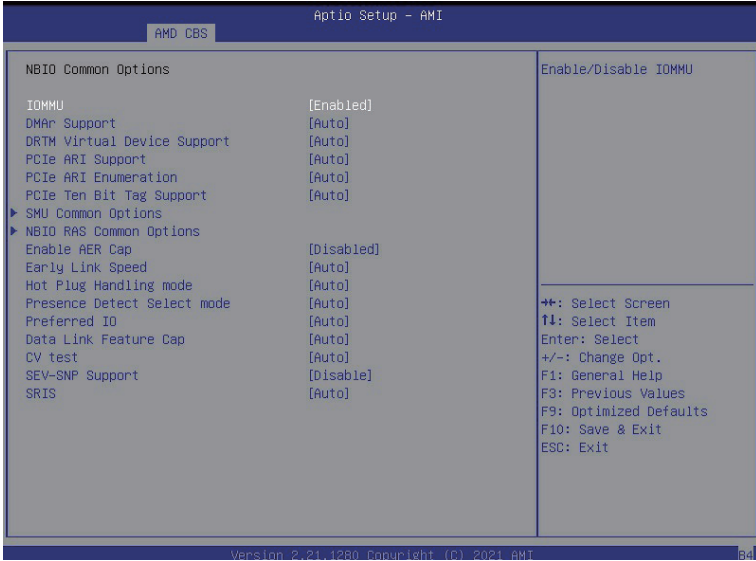 Aptio Setup – AMI
AMD CBS
NBIO Common Options
Enable/Disable IOMMU
IOMMU [Enabled]
DMAr Support [Auto]
DRTM Virtual Device Support [Auto]
PCIe ARI Support [Auto]
PCIe ARI Enumeration [Auto]
PCIe Ten Bit Tag Support [Auto]
SMU Common Options
NBIO RAS Common Options
Enable AER Cap [Disabled]
Early Link Speed [Auto]
Hot Plug Handling mode [Auto]
Presence Detect Select mode [Auto]
Preferred IO [Auto]
Data Link Feature Cap [Auto]
CV test [Auto]
SEV-SNP Support [Disable]
SRIS [Auto]
→←: Select Screen
↑↓: Select Item
Enter: Select
+/-: Change Opt.
F1: General Help
F3: Previous Values
F9: Optimized Defaults
F10: Save & Exit
ESC: Exit
Version 2.21.1280 Copyright (C) 2021 AMI
B4